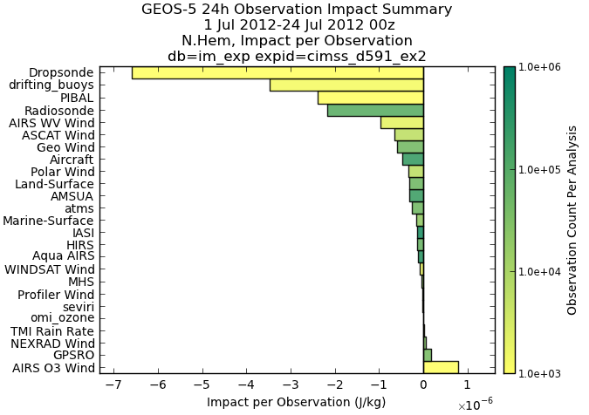 GEOS-5 24h Observation Impact Summary
1 Jul 2012-24 Jul 2012 00z
N.Hem, Impact per Observation
db=im_exp expid=cimss_d591_ex2
Dropsonde
drifting_buoys
PIBAL
Radiosonde
AIRS WV Wind
ASCAT Wind
Geo Wind
Aircraft
Polar Wind
Land-Surface
AMSUA
atms
Marine-Surface
IASI
HIRS
Aqua AIRS
WINDSAT Wind
MHS
Profiler Wind
seviri
omi_ozone
TMI Rain Rate
NEXRAD Wind
GPSRO
AIRS O3 Wind
−7 −6 −5 −4 −3 −2 −1 0 1
×10⁻⁶
Impact per Observation (J/kg)
1.0e+06
1.0e+05
1.0e+04
1.0e+03
Observation Count Per Analysis